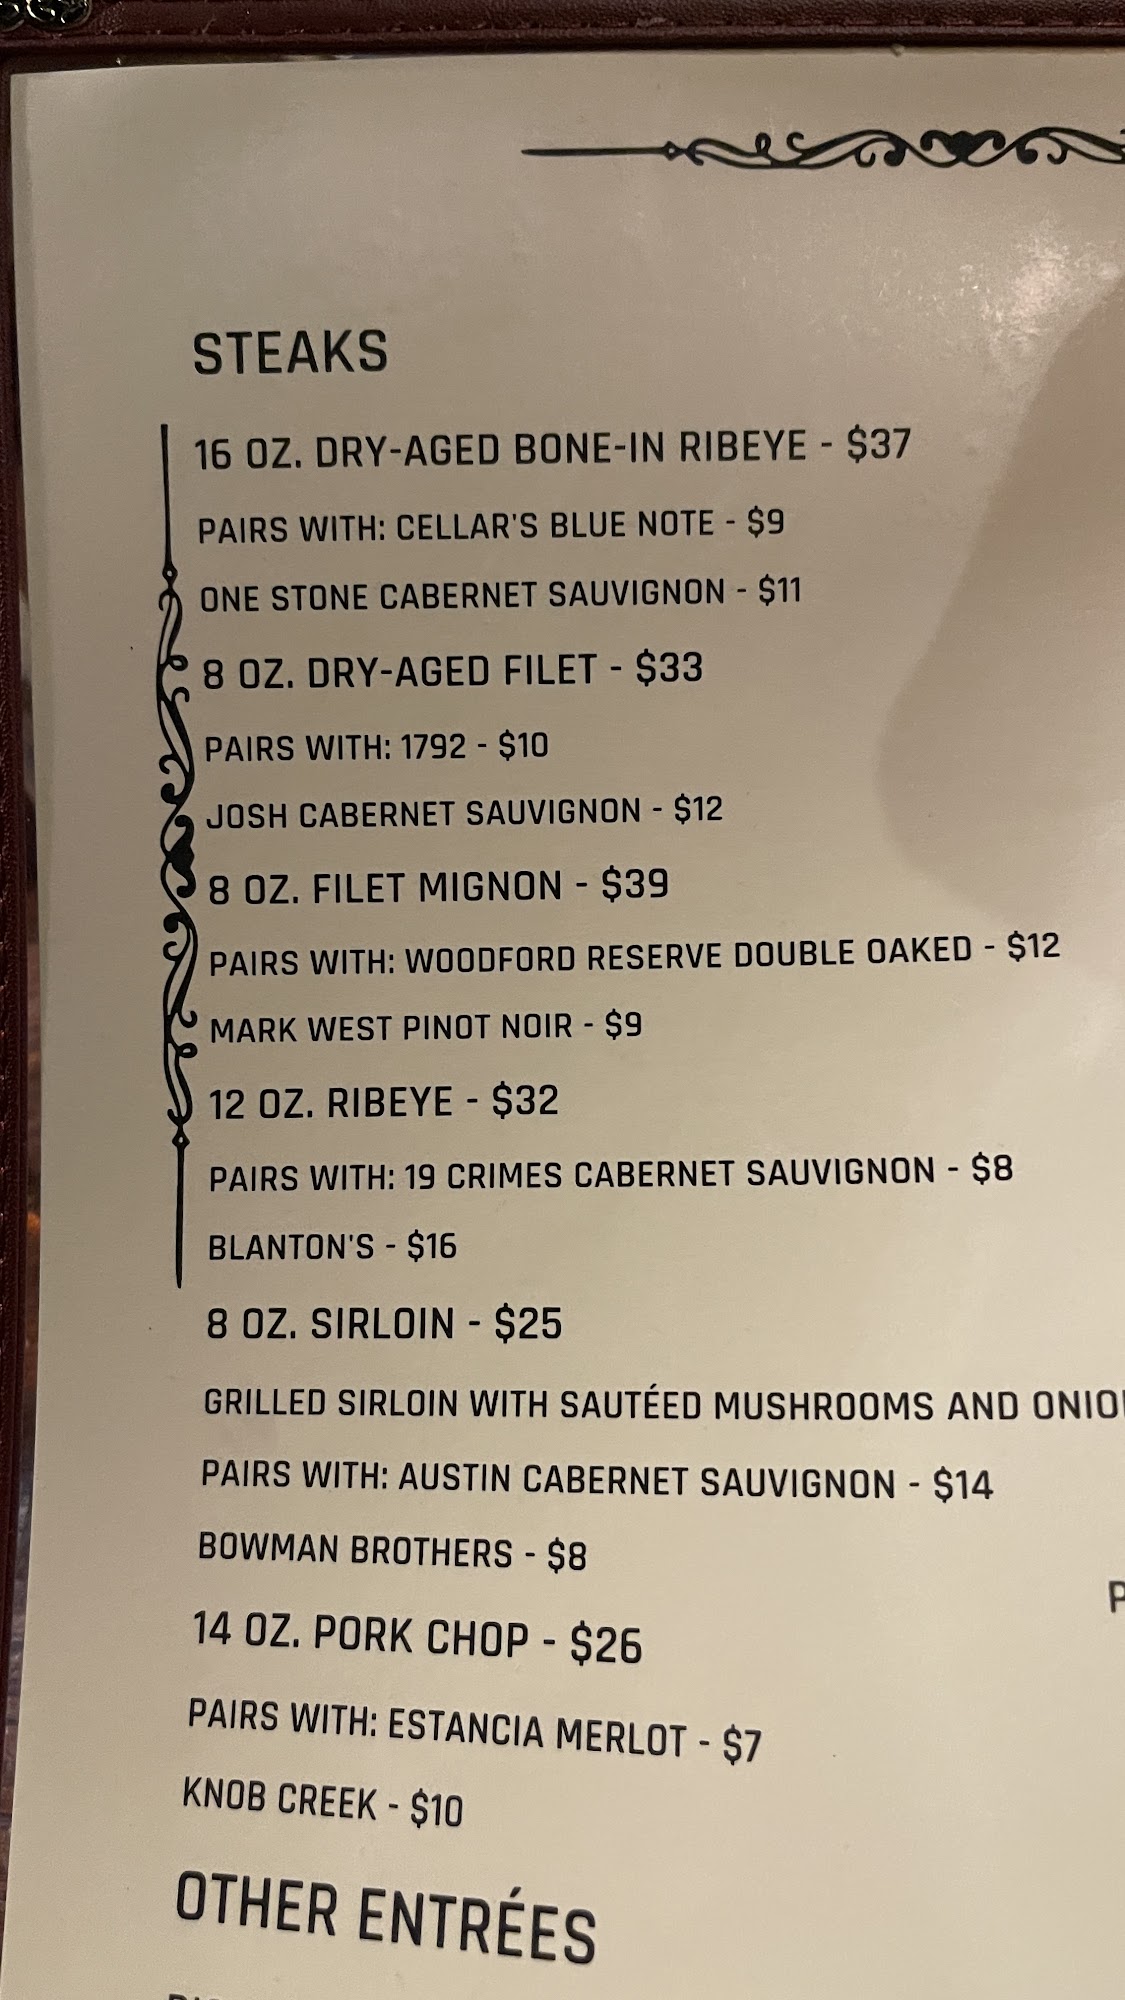 STEAKS
16 OZ. DRY-AGED BONE-IN RIBEYE - $37
PAIRS WITH: CELLAR'S BLUE NOTE - $9
ONE STONE CABERNET SAUVIGNON - $11
8 OZ. DRY-AGED FILET - $33
PAIRS WITH: 1792 - $10
JOSH CABERNET SAUVIGNON - $12
8 OZ. FILET MIGNON - $39
PAIRS WITH: WOODFORD RESERVE DOUBLE OAKED - $12
MARK WEST PINOT NOIR - $9
12 OZ. RIBEYE - $32
PAIRS WITH: 19 CRIMES CABERNET SAUVIGNON - $8
BLANTON'S - $16
8 OZ. SIRLOIN - $25
GRILLED SIRLOIN WITH SAUTÉED MUSHROOMS AND
PAIRS WITH: AUSTIN CABERNET SAUVIGNON - $14
BOWMAN BROTHERS - $8
14 OZ. PORK CHOP - $26
PAIRS WITH: ESTANCIA MERLOT - $7
KNOB CREEK - $10
OTHER ENTRÉES